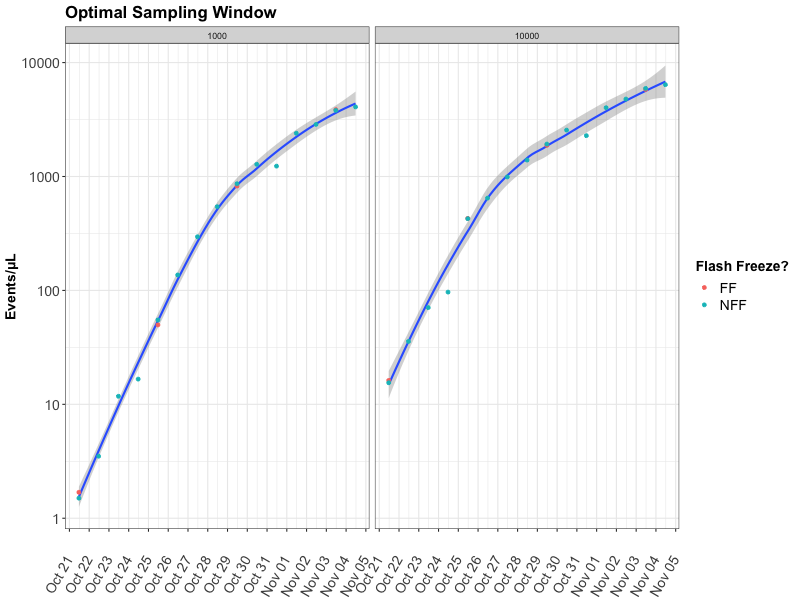 Optimal Sampling Window
1000
10000
Events/µL
10000
1000
100
10
1
Oct 21
Oct 22
Oct 23
Oct 24
Oct 25
Oct 26
Oct 27
Oct 28
Oct 29
Oct 30
Oct 31
Nov 01
Nov 02
Nov 03
Nov 04
Nov 05
Oct 21
Oct 22
Oct 23
Oct 24
Oct 25
Oct 26
Oct 27
Oct 28
Oct 29
Oct 30
Oct 31
Nov 01
Nov 02
Nov 03
Nov 04
Nov 05
Flash Freeze?
FF
NFF